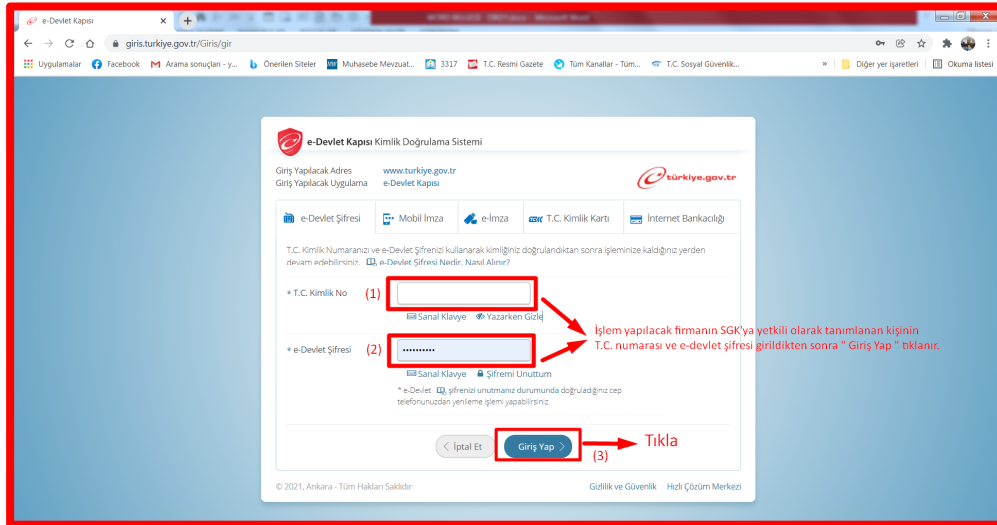 e-Devlet Kapısı
giris.turkiye.gov.tr/Giris/gir
Uygulamalar Facebook Arama sonuçları - y... Önerilen Siteler Muhasebe Mevzuat... 3317 T.C. Resmi Gazete Tüm Kanallar - Tüm... T.C. Sosyal Güvenlik... » Diğer yer işaretleri Okuma listesi
e-Devlet Kapısı Kimlik Doğrulama Sistemi
Giriş Yapılacak Adres www.turkiye.gov.tr
Giriş Yapılacak Uygulama e-Devlet Kapısı
türkiye.gov.tr
e-Devlet Şifresi Mobil İmza e-İmza T.C. Kimlik Kartı İnternet Bankacılığı
T.C. Kimlik Numaranızı ve e-Devlet Şifrenizi kullanarak kimliğiniz doğrulandıktan sonra işleminize kaldığınız yerden
devam edebilirsiniz. e-Devlet Şifresi Nedir, Nasıl Alınır?
* T.C. Kimlik No (1)
Sanal Klavye Yazarken Gizle
İşlem yapılacak firmanın SGK'ya yetkili olarak tanımlanan kişinin
T.C. numarası ve e-devlet şifresi girildikten sonra " Giriş Yap " tıklanır.
* e-Devlet Şifresi (2) ••••••••••
Sanal Klavye Şifremi Unuttum
* e-Devlet şifrenizi unutmanız durumunda doğruladığınız cep
telefonunuzdan yenileme işlemi yapabilirsiniz.
İptal Et Giriş Yap (3) Tıkla
© 2021, Ankara - Tüm Hakları Saklıdır Gizlilik ve Güvenlik Hızlı Çözüm Merkezi